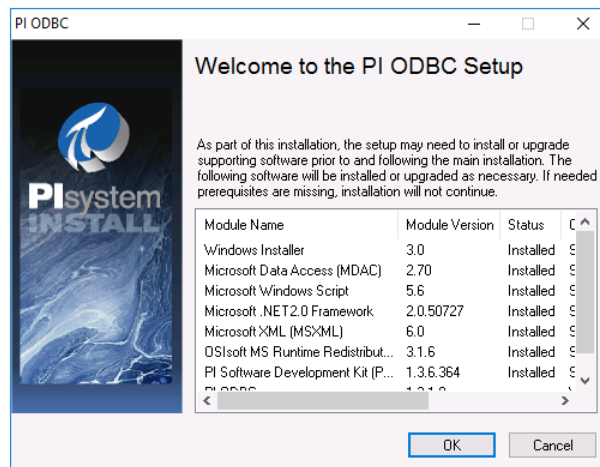 PI ODBC
Welcome to the PI ODBC Setup
As part of this installation, the setup may need to install or upgrade
supporting software prior to and following the main installation. The
following software will be installed or upgraded as necessary. If needed
prerequisites are missing, installation will not continue.
PIsystem
INSTALL
Module Name Module Version Status
Windows Installer 3.0 Installed
Microsoft Data Access (MDAC) 2.70 Installed
Microsoft Windows Script 5.6 Installed
Microsoft .NET2.0 Framework 2.0.50727 Installed
Microsoft XML (MSXML) 6.0 Installed
OSIsoft MS Runtime Redistribut... 3.1.6 Installed
PI Software Development Kit (P... 1.3.6.364 Installed
PI ODBC
OK Cancel